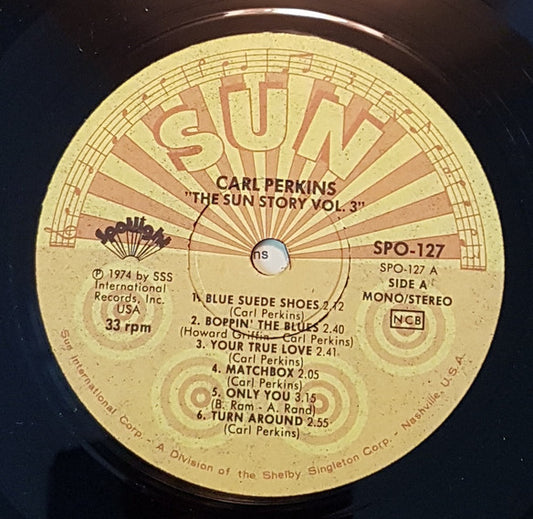 SUN
CARL PERKINS
"THE SUN STORY VOL. 3"
Spotlight
SPO-127
SPO-127 A
SIDE A
MONO/STEREO
NCB
℗ 1974 by SSS
International
Records, Inc.
USA
33 rpm
ns
1. BLUE SUEDE SHOES 2.12
(Carl Perkins)
2. BOPPIN' THE BLUES 2.40
(Howard Griffin - Carl Perkins)
3. YOUR TRUE LOVE 2.41
(Carl Perkins)
4. MATCHBOX 2.05
(Carl Perkins)
5. ONLY YOU 3.15
(B. Ram - A. Rand)
6. TURN AROUND 2.55
(Carl Perkins)
Sun International Corp. - A Division of the Shelby Singleton Corp. - Nashville, U.S.A.